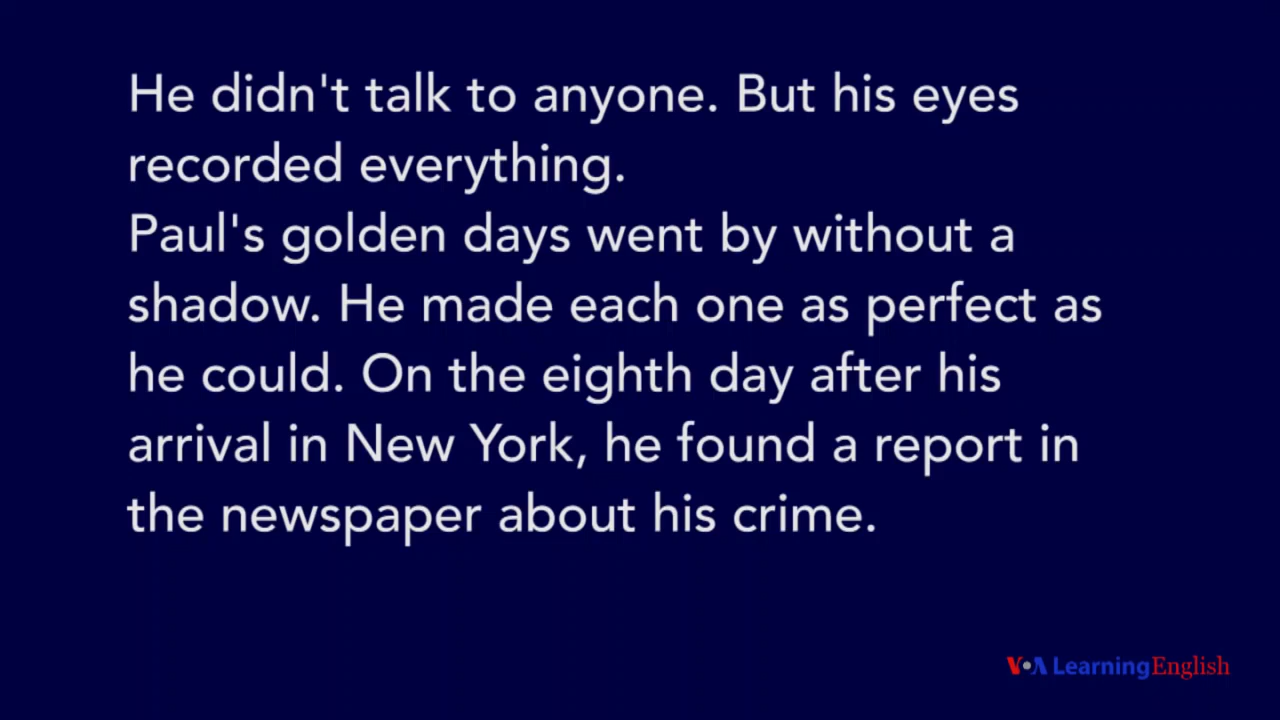 He didn't talk to anyone. But his eyes
recorded everything.
Paul's golden days went by without a
shadow. He made each one as perfect as
he could. On the eighth day after his
arrival in New York, he found a report in
the newspaper about his crime.
VOA Learning English